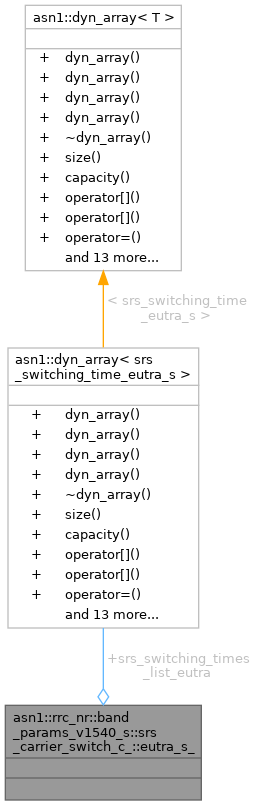 asn1::dyn_array< T >
+ dyn_array()
+ dyn_array()
+ dyn_array()
+ dyn_array()
+ ~dyn_array()
+ size()
+ capacity()
+ operator[]()
+ operator[]()
+ operator=()
and 13 more...
< srs_switching_time
_eutra_s >
asn1::dyn_array< srs
_switching_time_eutra_s >
+ dyn_array()
+ dyn_array()
+ dyn_array()
+ dyn_array()
+ ~dyn_array()
+ size()
+ capacity()
+ operator[]()
+ operator[]()
+ operator=()
and 13 more...
+srs_switching_times
_list_eutra
asn1::rrc_nr::band
_params_v1540_s::srs
_carrier_switch_c_::eutra_s_